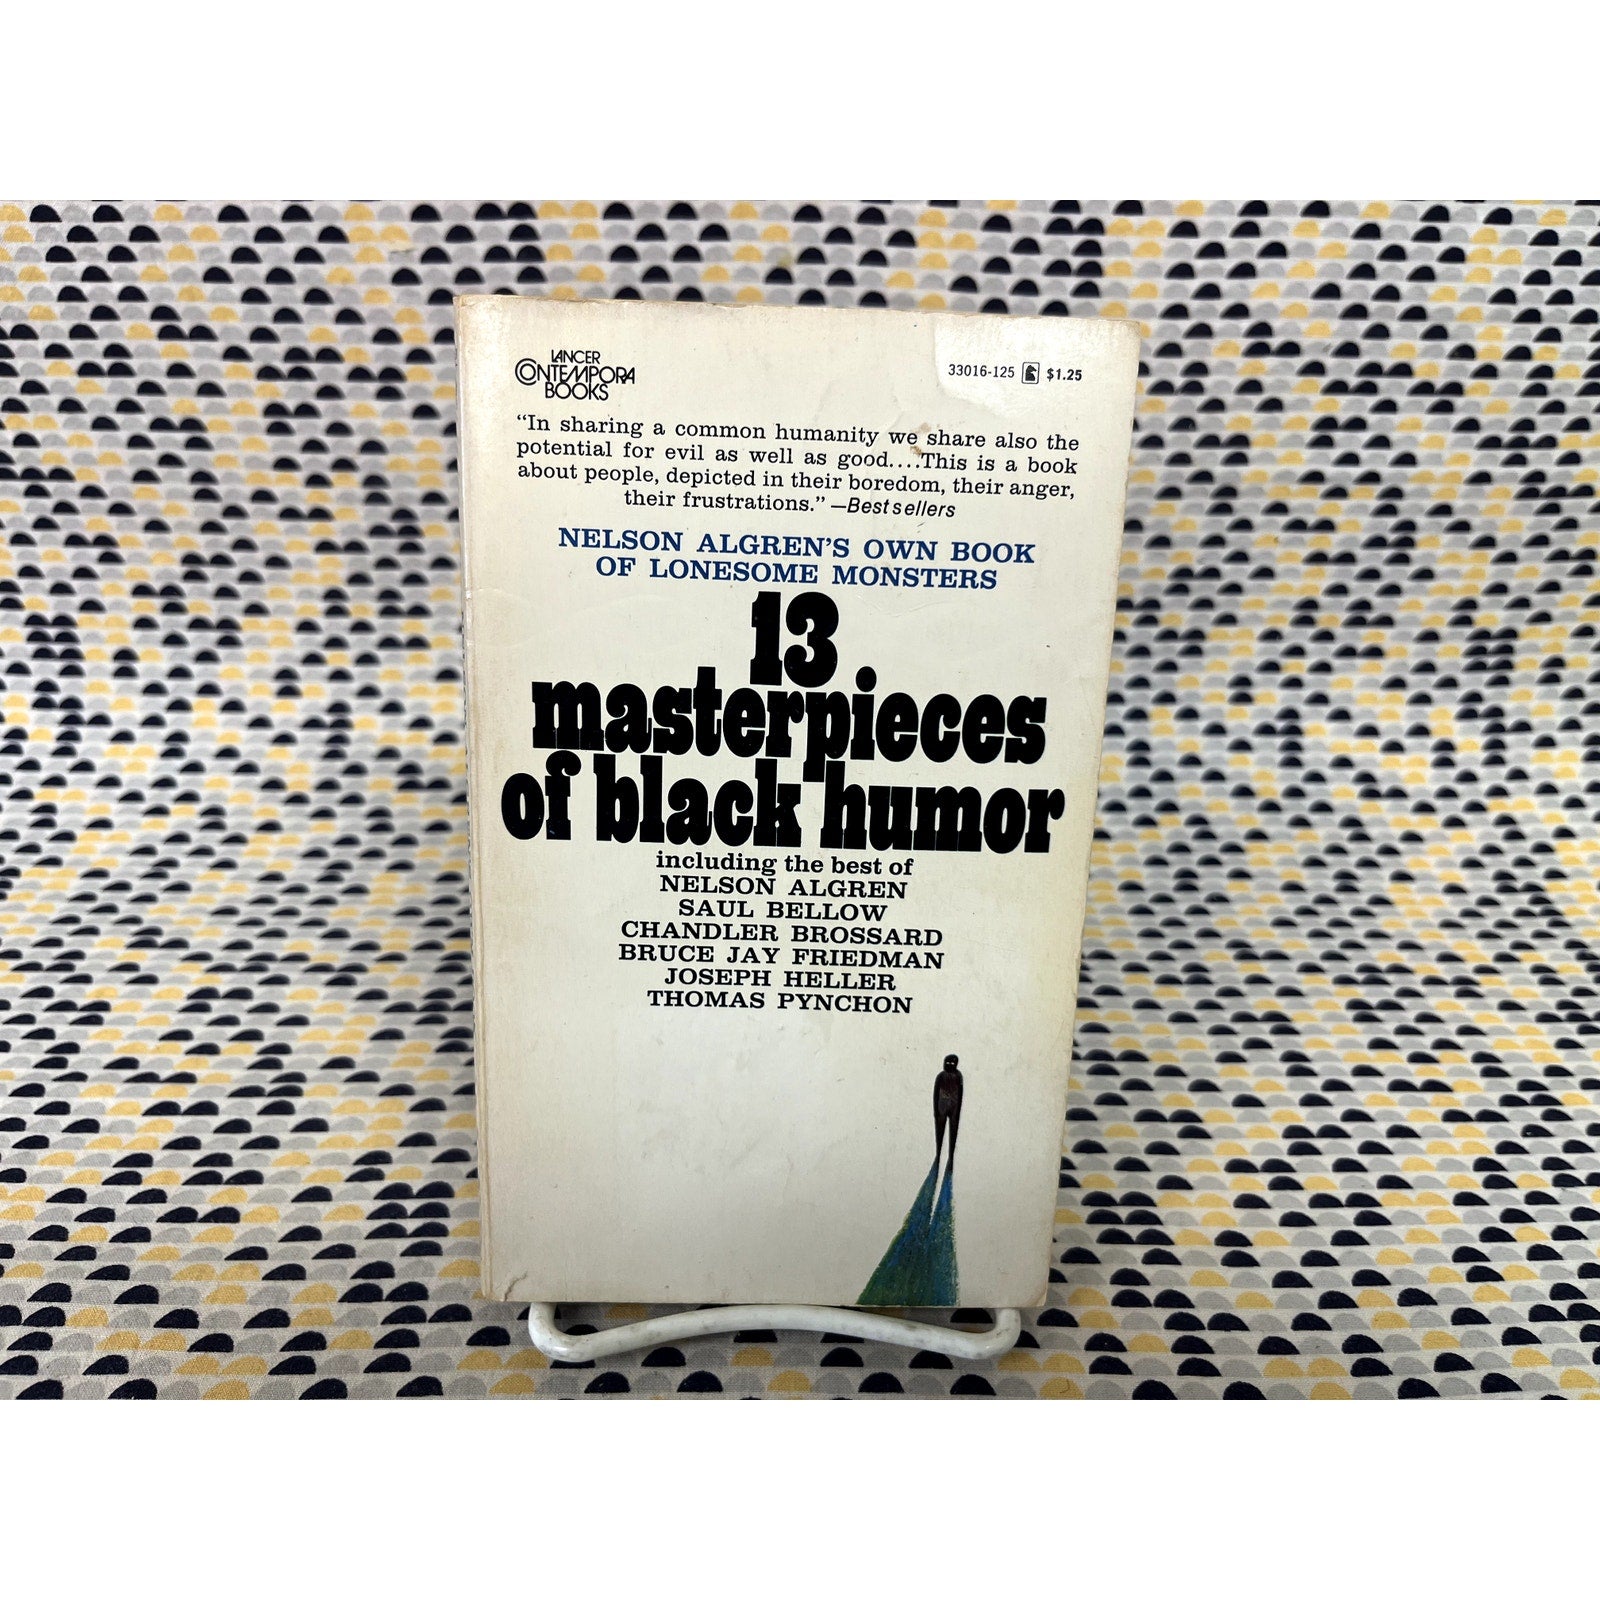 LANCER
CONTEMPORA
BOOKS
33016-125 $1.25
"In sharing a common humanity we share also the
potential for evil as well as good....This is a book
about people, depicted in their boredom, their anger,
their frustrations." —Bestsellers
NELSON ALGREN'S OWN BOOK
OF LONESOME MONSTERS
13
masterpieces
of black humor
including the best of
NELSON ALGREN
SAUL BELLOW
CHANDLER BROSSARD
BRUCE JAY FRIEDMAN
JOSEPH HELLER
THOMAS PYNCHON